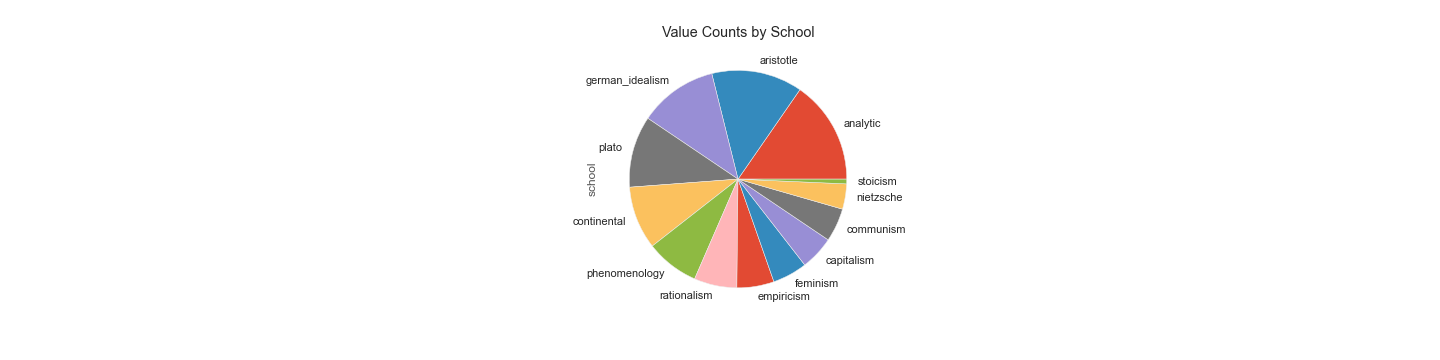 Value Counts by School
aristotle
german_idealism
analytic
plato
school
stoicism
nietzsche
continental
communism
capitalism
phenomenology
feminism
rationalism
empiricism